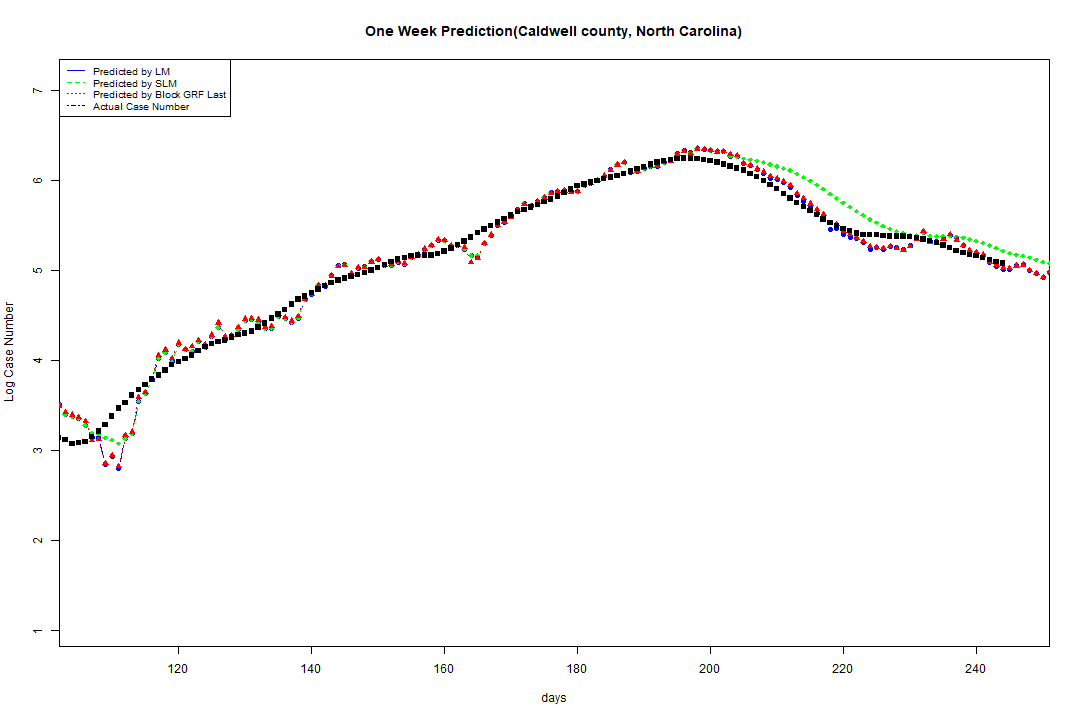 One Week Prediction(Caldwell county, North Carolina)
Predicted by LM
Predicted by SLM
Predicted by Block GRF Last
Actual Case Number
7
6
5
4
3
2
1
Log Case Number
120 140 160 180 200 220 240
days